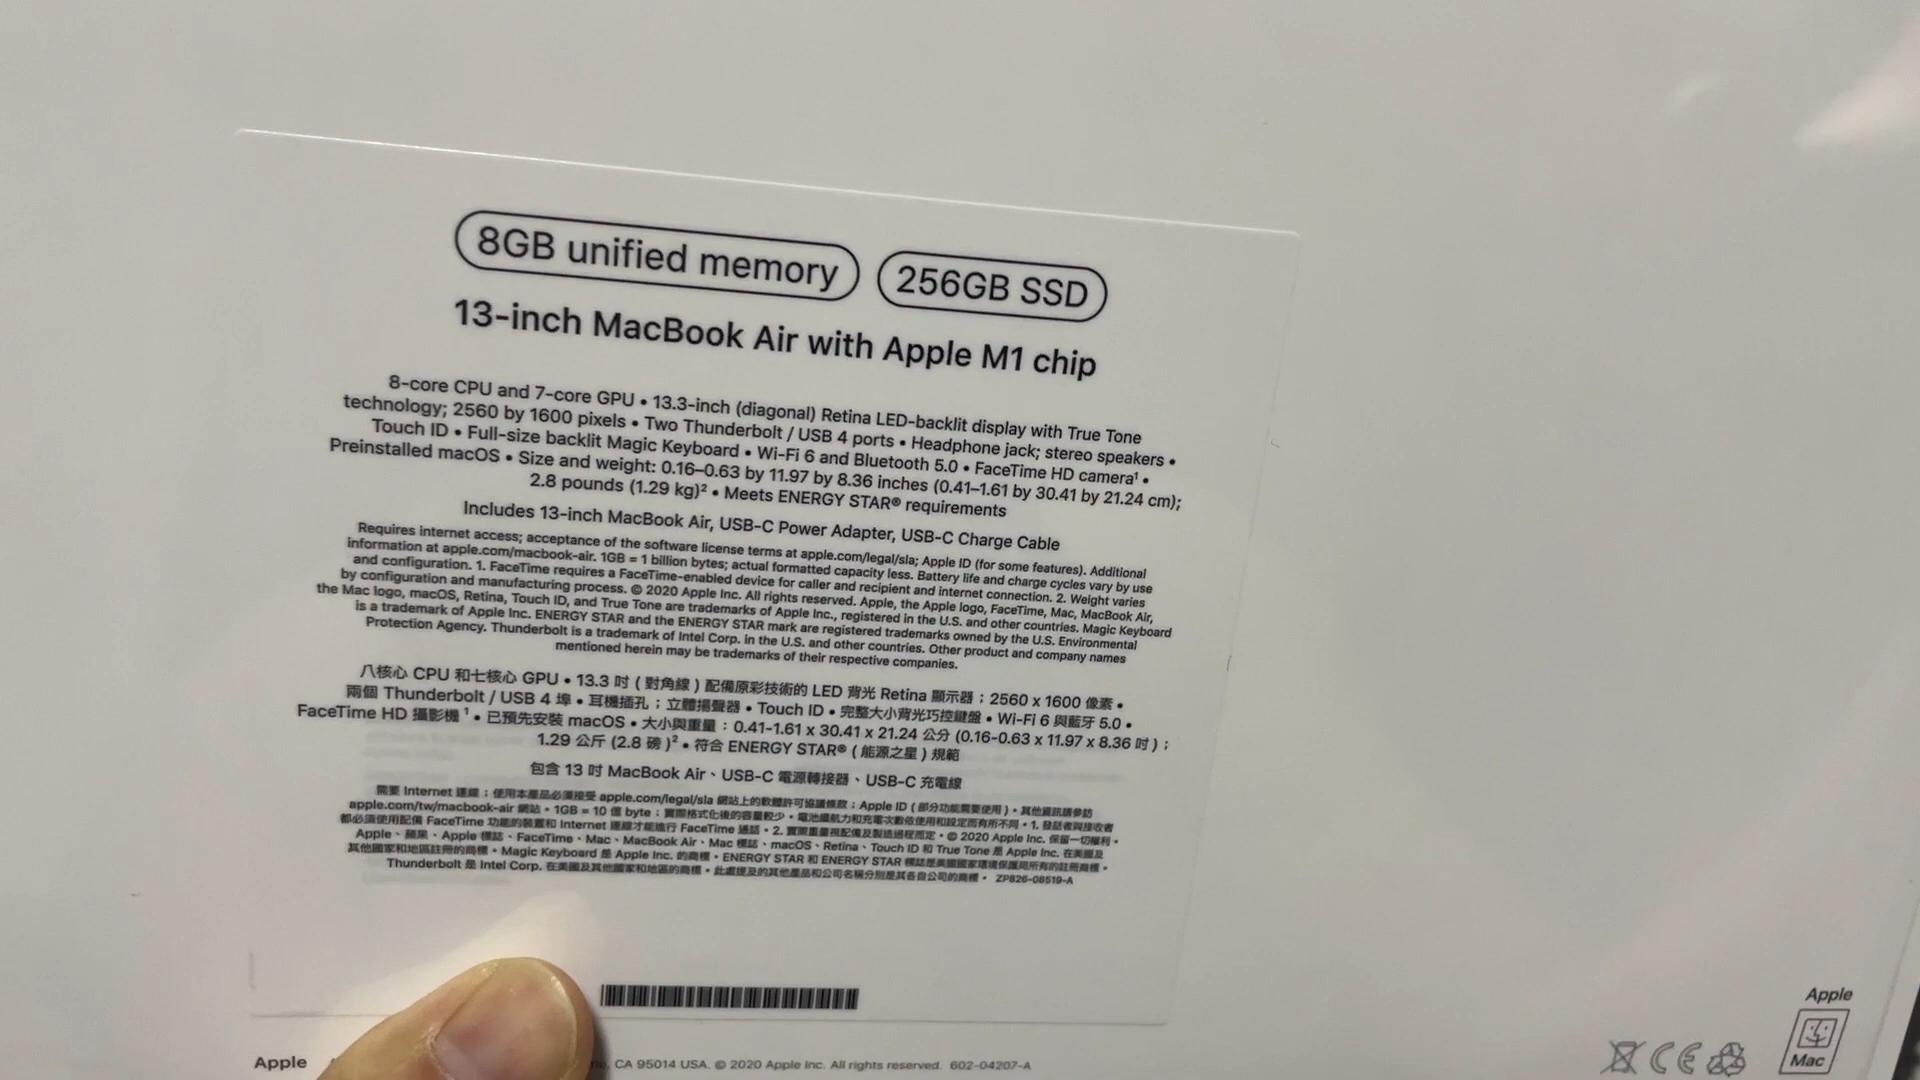 8GB unified memory 256GB SSD
13-inch MacBook Air with Apple M1 chip
8-core CPU and 7-core GPU • 13.3-inch (diagonal) Retina LED-backlit display with True Tone
technology; 2560 by 1600 pixels • Two Thunderbolt / USB 4 ports • Headphone jack; stereo speakers •
Touch ID • Full-size backlit Magic Keyboard • Wi-Fi 6 and Bluetooth 5.0 • FaceTime HD camera¹ •
Preinstalled macOS • Size and weight: 0.16–0.63 by 11.97 by 8.36 inches (0.41–1.61 by 30.41 by 21.24 cm);
2.8 pounds (1.29 kg)² • Meets ENERGY STAR® requirements
Includes 13-inch MacBook Air, USB-C Power Adapter, USB-C Charge Cable
Requires internet access; acceptance of the software license terms at apple.com/legal/sla; Apple ID (for some features). Additional
information at apple.com/macbook-air. 1GB = 1 billion bytes; actual formatted capacity less. Battery life and charge cycles vary by use
and configuration. 1. FaceTime requires a FaceTime-enabled device for caller and recipient and internet connection. 2. Weight varies
by configuration and manufacturing process. © 2020 Apple Inc. All rights reserved. Apple, the Apple logo, FaceTime, Mac, MacBook Air,
the Mac logo, macOS, Retina, Touch ID, and True Tone are trademarks of Apple Inc., registered in the U.S. and other countries. Magic Keyboard
is a trademark of Apple Inc. ENERGY STAR and the ENERGY STAR mark are registered trademarks owned by the U.S. Environmental
Protection Agency. Thunderbolt is a trademark of Intel Corp. in the U.S. and other countries. Other product and company names
mentioned herein may be trademarks of their respective companies.
八核心 CPU 和七核心 GPU • 13.3 吋 ( 對角線 ) 配備原彩技術的 LED 背光 Retina 顯示器；2560 x 1600 像素 •
兩個 Thunderbolt / USB 4 埠 • 耳機插孔；立體揚聲器 • Touch ID • 完整大小背光巧控鍵盤 • Wi-Fi 6 與藍牙 5.0 •
FaceTime HD 攝影機 ¹ • 已預先安裝 macOS • 大小與重量：0.41-1.61 x 30.41 x 21.24 公分 (0.16-0.63 x 11.97 x 8.36 吋 )；
1.29 公斤 (2.8 磅 )² • 符合 ENERGY STAR® ( 能源之星 ) 規範
包含 13 吋 MacBook Air、USB-C 電源轉接器、USB-C 充電線
需要 Internet 連線；使用本產品必須接受 apple.com/legal/sla 網站上的軟體許可協議條款；Apple ID ( 部分功能需要使用 )。其他資訊請參訪
apple.com/tw/macbook-air 網站。1GB = 10 億 byte；實際格式化後的容量較少。電池續航力和充電次數依使用和設定而有所不同。1. 發話者與接收者
都必須使用配備 FaceTime 功能的裝置和 Internet 連線才能進行 FaceTime 通話。2. 實際重量視配備及製造過程而定。© 2020 Apple Inc. 保留一切權利。
Apple、蘋果、Apple 標誌、FaceTime、Mac、MacBook Air、Mac 標誌、macOS、Retina、Touch ID 和 True Tone 是 Apple Inc. 在美國及
其他國家和地區註冊的商標。Magic Keyboard 是 Apple Inc. 的商標。ENERGY STAR 和 ENERGY STAR 標誌是美國國家環境保護局所有的註冊商標。
Thunderbolt 是 Intel Corp. 在美國及其他國家和地區的商標。此處提及的其他產品和公司名稱分別是其各自公司的商標。 ZP826-08519-A
Apple CA 95014 USA. © 2020 Apple Inc. All rights reserved. 602-04207-A
Apple
Mac